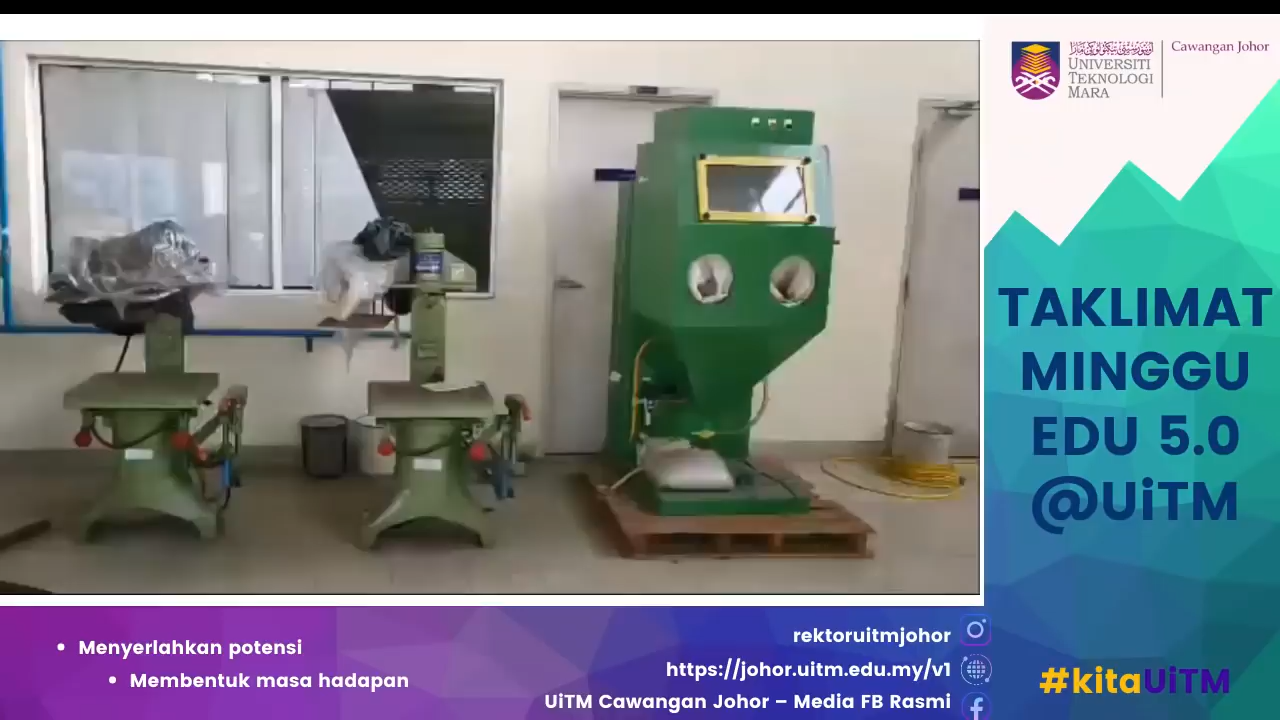 UNIVERSITI
TEKNOLOGI
MARA
Cawangan Johor
TAKLIMAT
MINGGU
EDU 5.0
@UiTM
• Menyerlahkan potensi
• Membentuk masa hadapan
rektoruitmjohor
https://johor.uitm.edu.my/v1
UiTM Cawangan Johor – Media FB Rasmi
#kitaUiTM